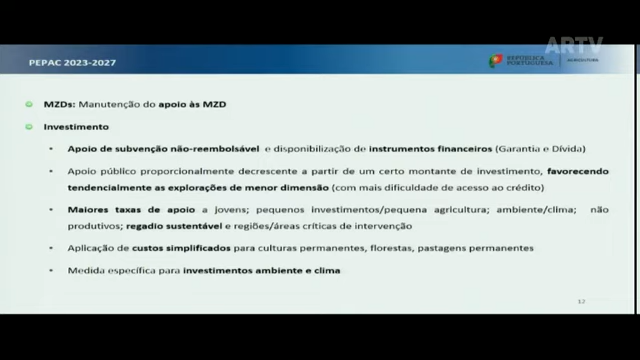 ARTV
PEPAC 2023-2027
REPÚBLICA
PORTUGUESA
AGRICULTURA
MZDs: Manutenção do apoio às MZD
Investimento
• Apoio de subvenção não-reembolsável e disponibilização de instrumentos financeiros (Garantia e Dívida)
• Apoio público proporcionalmente decrescente a partir de um certo montante de investimento, favorecendo
tendencialmente as explorações de menor dimensão (com mais dificuldade de acesso ao crédito)
• Maiores taxas de apoio a jovens; pequenos investimentos/pequena agricultura; ambiente/clima; não
produtivos; regadio sustentável e regiões/áreas críticas de intervenção
• Aplicação de custos simplificados para culturas permanentes, florestas, pastagens permanentes
• Medida específica para investimentos ambiente e clima
12